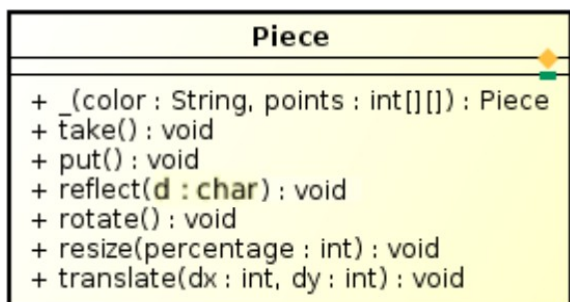 Piece
+ _(color : String, points : int[][]) : Piece
+ take() : void
+ put() : void
+ reflect(d : char) : void
+ rotate() : void
+ resize(percentage : int) : void
+ translate(dx : int, dy : int) : void